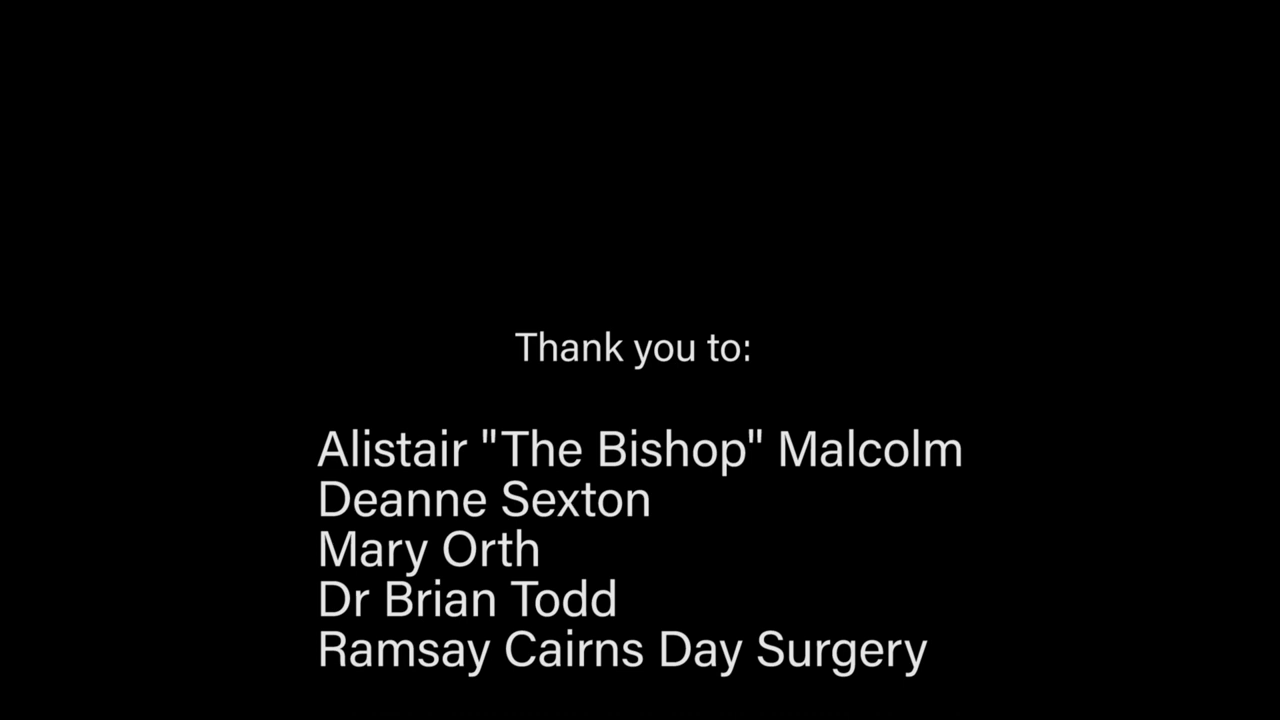 Thank you to:
Alistair "The Bishop" Malcolm
Deanne Sexton
Mary Orth
Dr Brian Todd
Ramsay Cairns Day Surgery